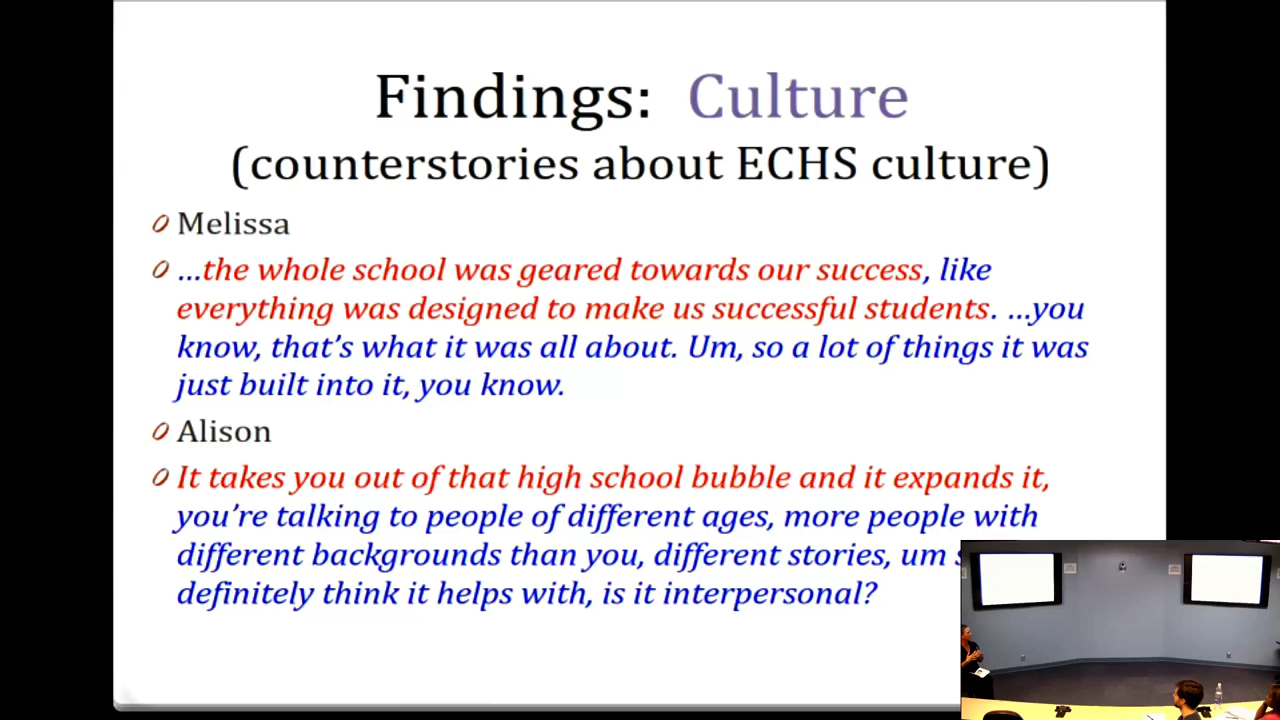 Findings: Culture
(counterstories about ECHS culture)
Melissa
…the whole school was geared towards our success, like
everything was designed to make us successful students. …you
know, that’s what it was all about. Um, so a lot of things it was
just built into it, you know.
Alison
It takes you out of that high school bubble and it expands it,
you’re talking to people of different ages, more people with
different backgrounds than you, different stories, um
definitely think it helps with, is it interpersonal?